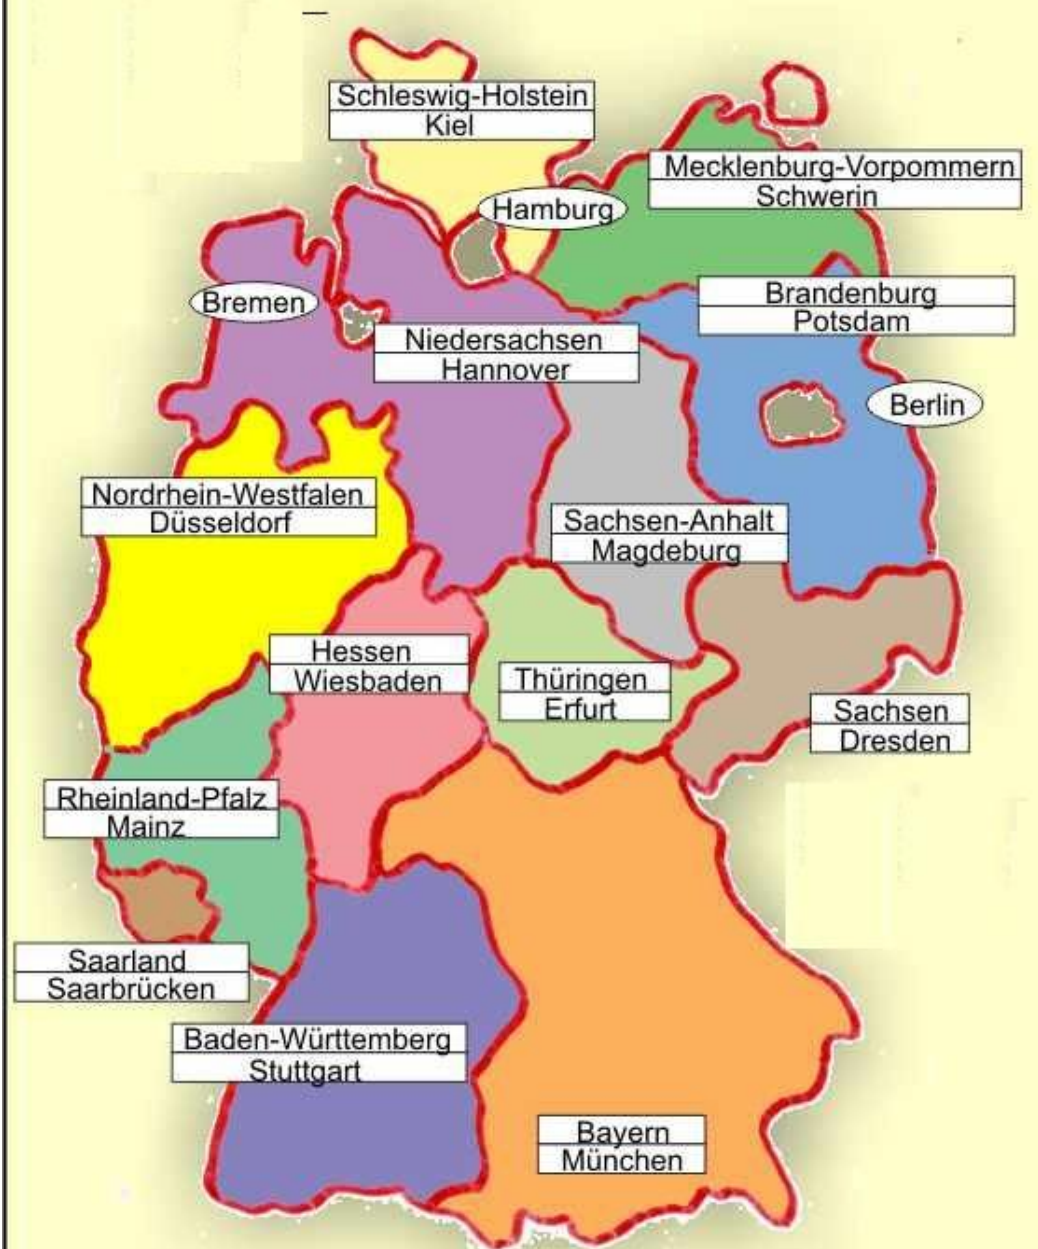 Schleswig-Holstein
Kiel
Mecklenburg-Vorpommern
Schwerin
Hamburg
Bremen
Brandenburg
Potsdam
Niedersachsen
Hannover
Berlin
Nordrhein-Westfalen
Düsseldorf
Sachsen-Anhalt
Magdeburg
Hessen
Wiesbaden
Thüringen
Erfurt
Sachsen
Dresden
Rheinland-Pfalz
Mainz
Saarland
Saarbrücken
Baden-Württemberg
Stuttgart
Bayern
München